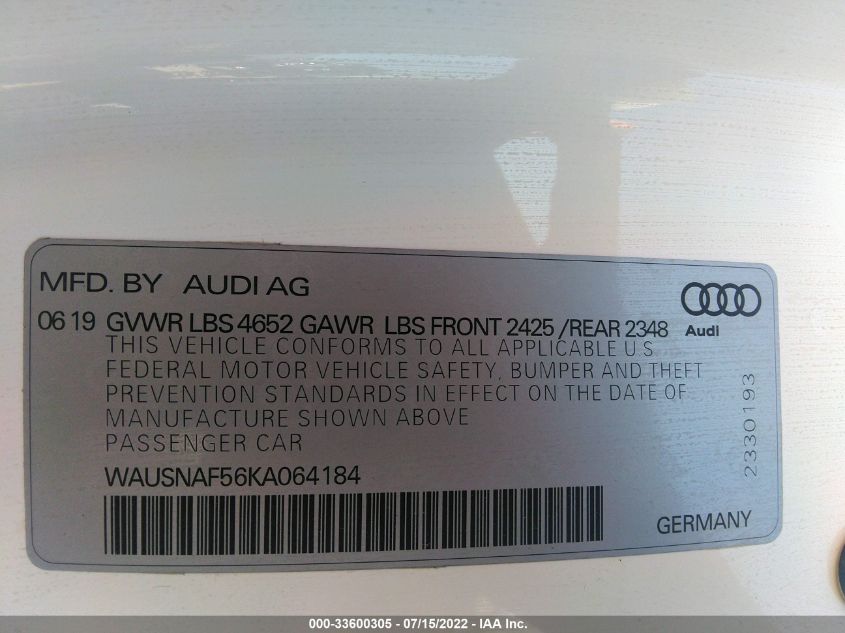 MFD. BY AUDI AG
06 19 GVWR LBS 4652 GAWR LBS FRONT 2425 /REAR 2348
Audi
THIS VEHICLE CONFORMS TO ALL APPLICABLE U S
FEDERAL MOTOR VEHICLE SAFETY, BUMPER AND THEFT
PREVENTION STANDARDS IN EFFECT ON THE DATE OF
MANUFACTURE SHOWN ABOVE
PASSENGER CAR
WAUSNAF56KA064184
2330193
GERMANY
000-33600305 - 07/15/2022 - IAA Inc.